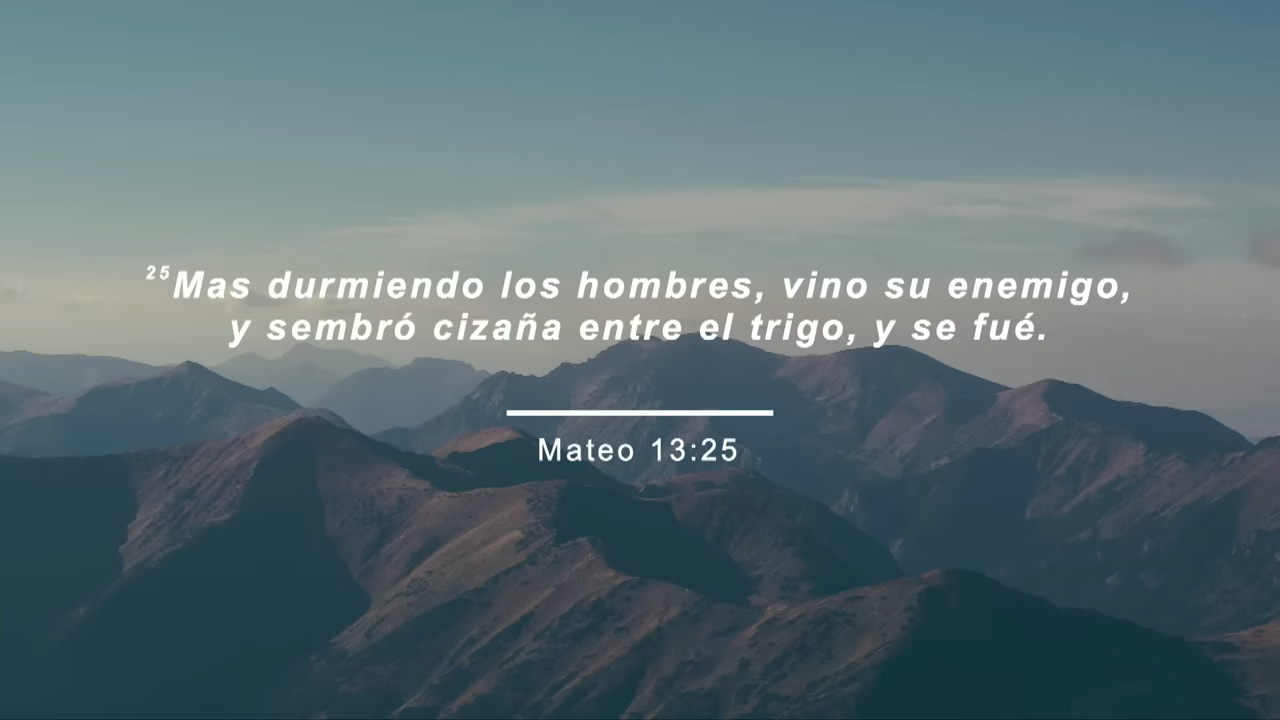 25Mas durmiendo los hombres, vino su enemigo,
y sembró cizaña entre el trigo, y se fué.
Mateo 13:25